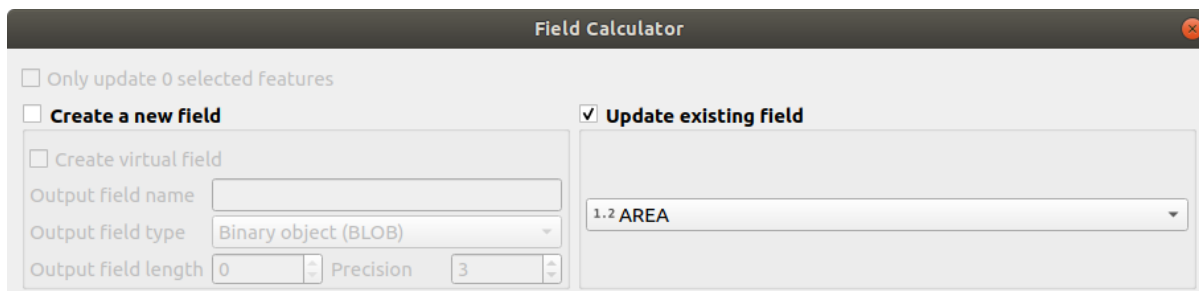 Field Calculator
Only update 0 selected features
Create a new field
Update existing field
Create virtual field
Output field name
1.2 AREA
Output field type Binary object (BLOB)
Output field length 0 Precision 3